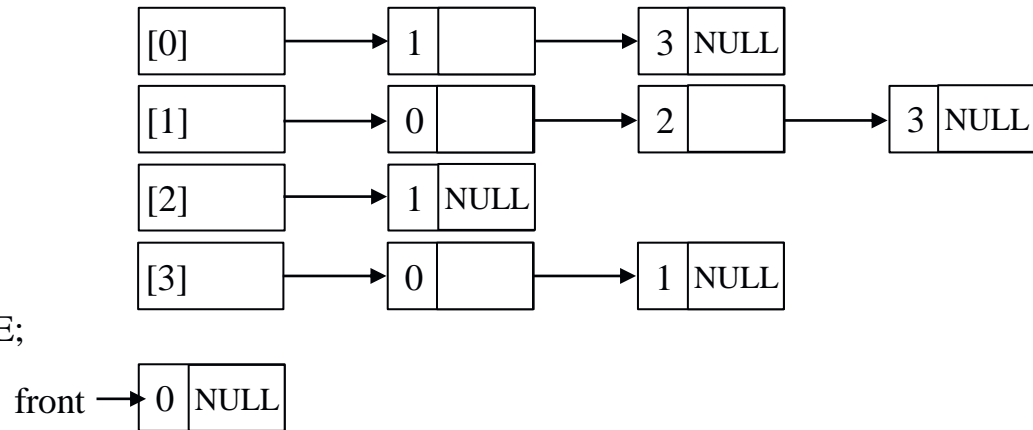 [0] 1 3 NULL
[1] 0 2 3 NULL
[2] 1 NULL
[3] 0 1 NULL
E;
front 0 NULL